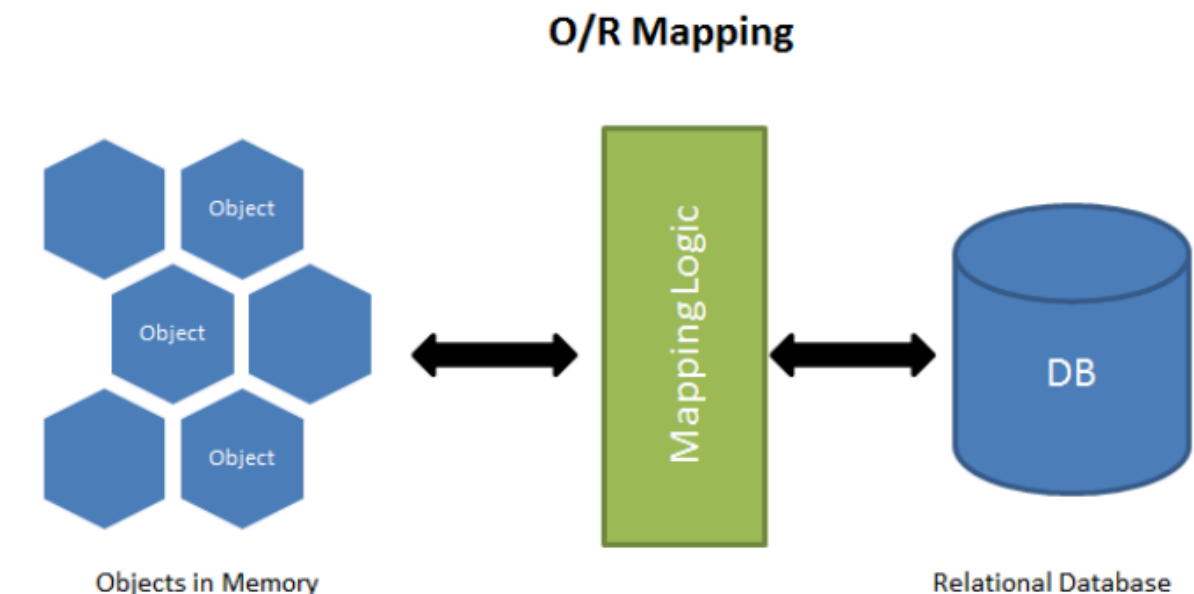 O/R Mapping
Object
Object
Object
Mapping Logic
DB
Objects in Memory
Relational Database